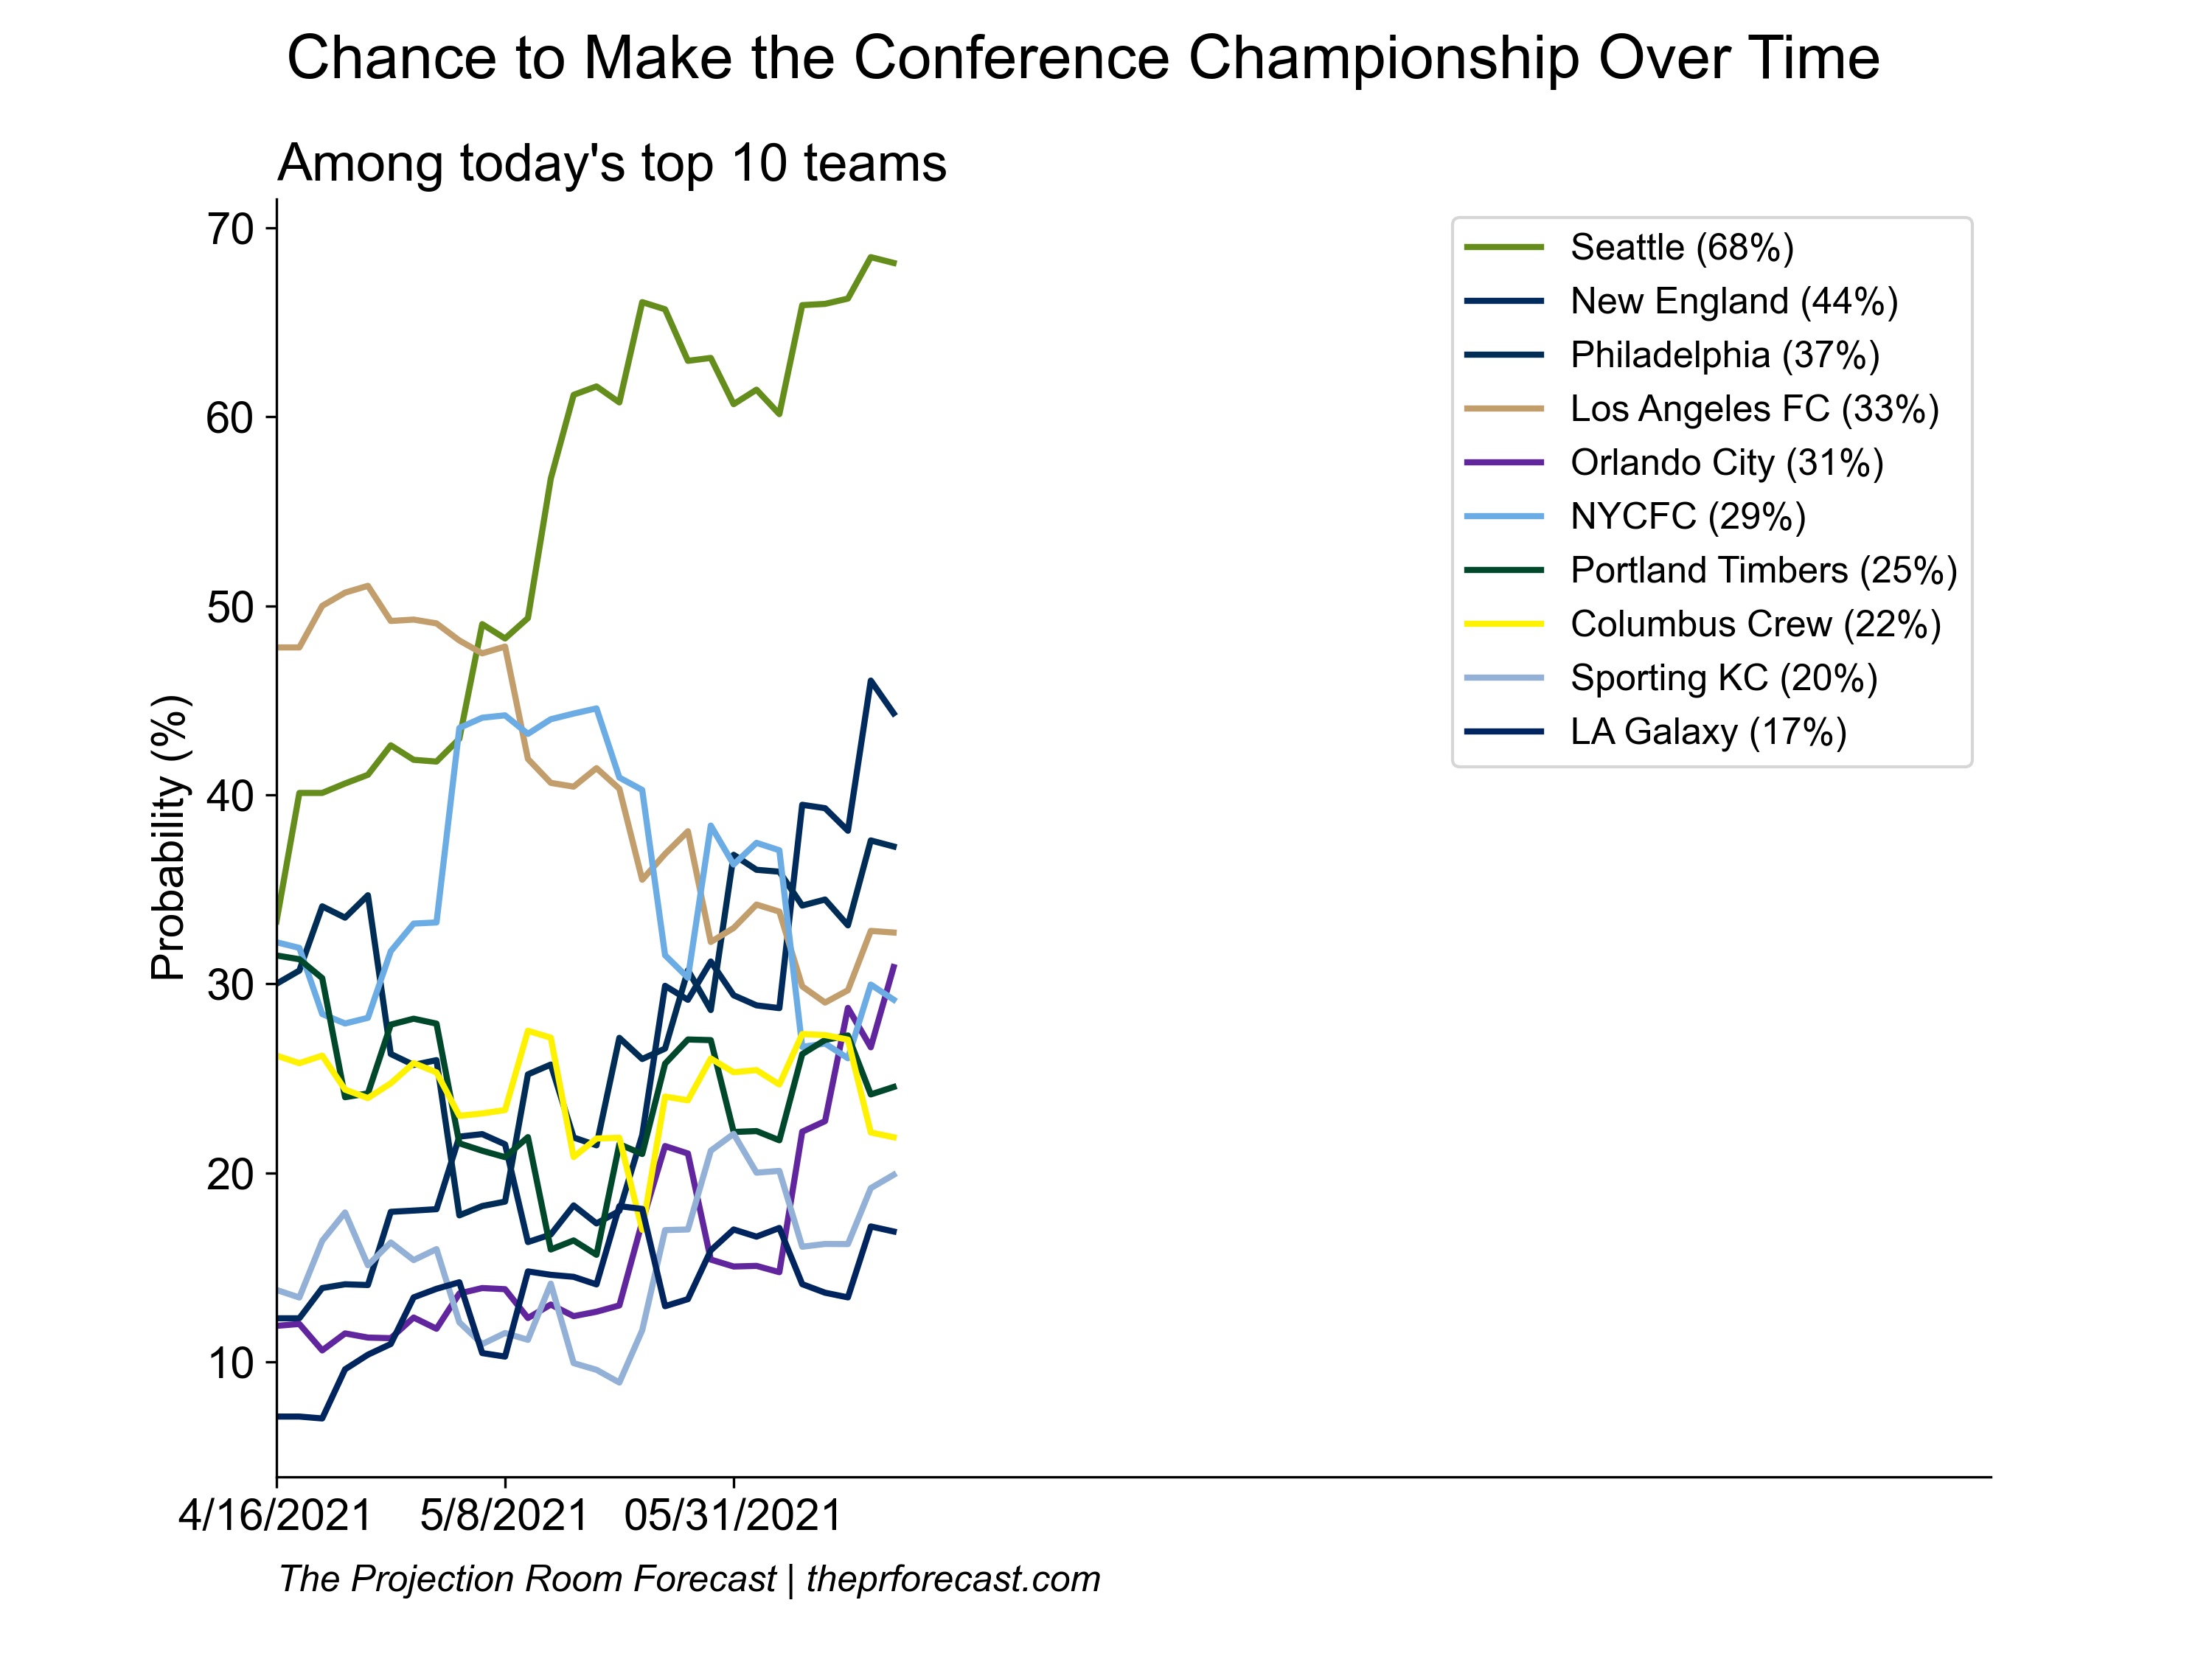 Chance to Make the Conference Championship Over Time
Among today's top 10 teams
70
60
50
40
30
20
10
Probability (%)
Seattle (68%)
New England (44%)
Philadelphia (37%)
Los Angeles FC (33%)
Orlando City (31%)
NYCFC (29%)
Portland Timbers (25%)
Columbus Crew (22%)
Sporting KC (20%)
LA Galaxy (17%)
4/16/2021 5/8/2021 05/31/2021
The Projection Room Forecast | theprforecast.com